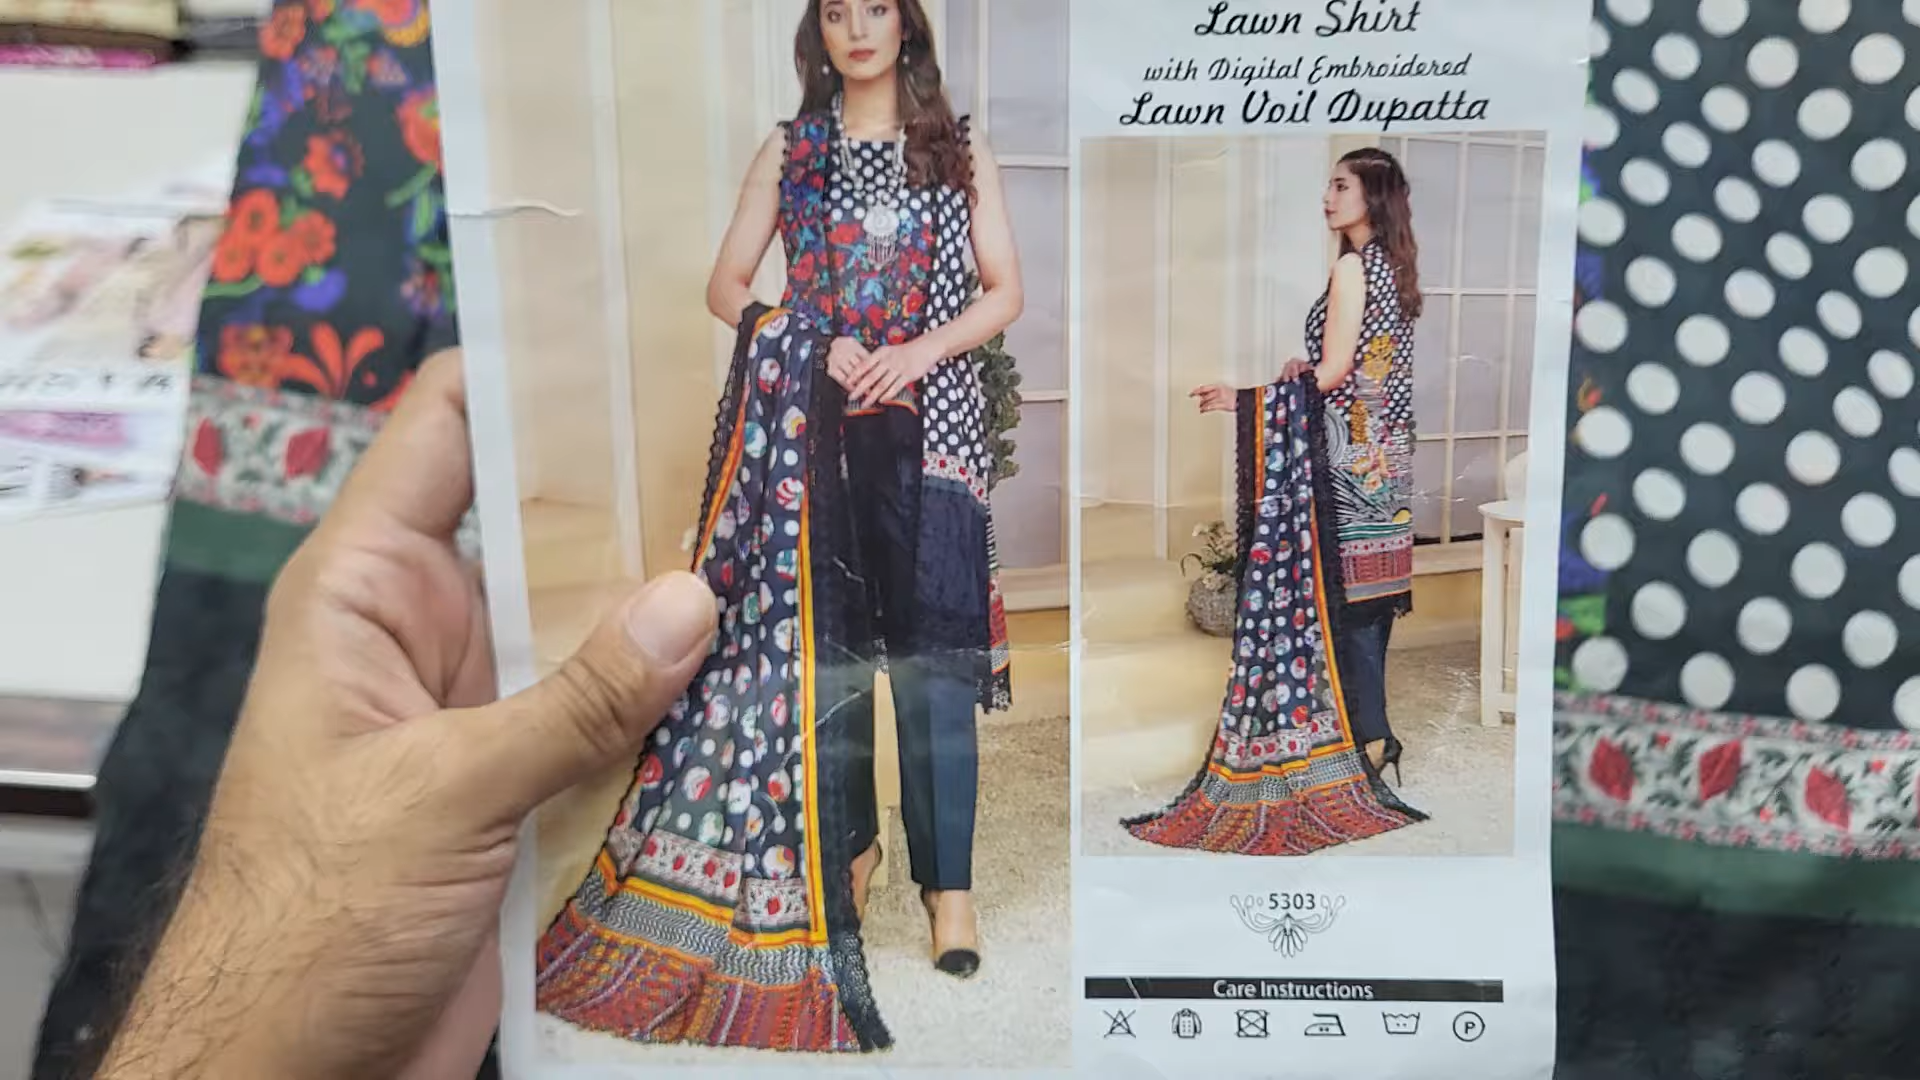 Lawn Shirt
with Digital Embroidered
Lawn Voil Dupatta
5303
Care Instructions
P